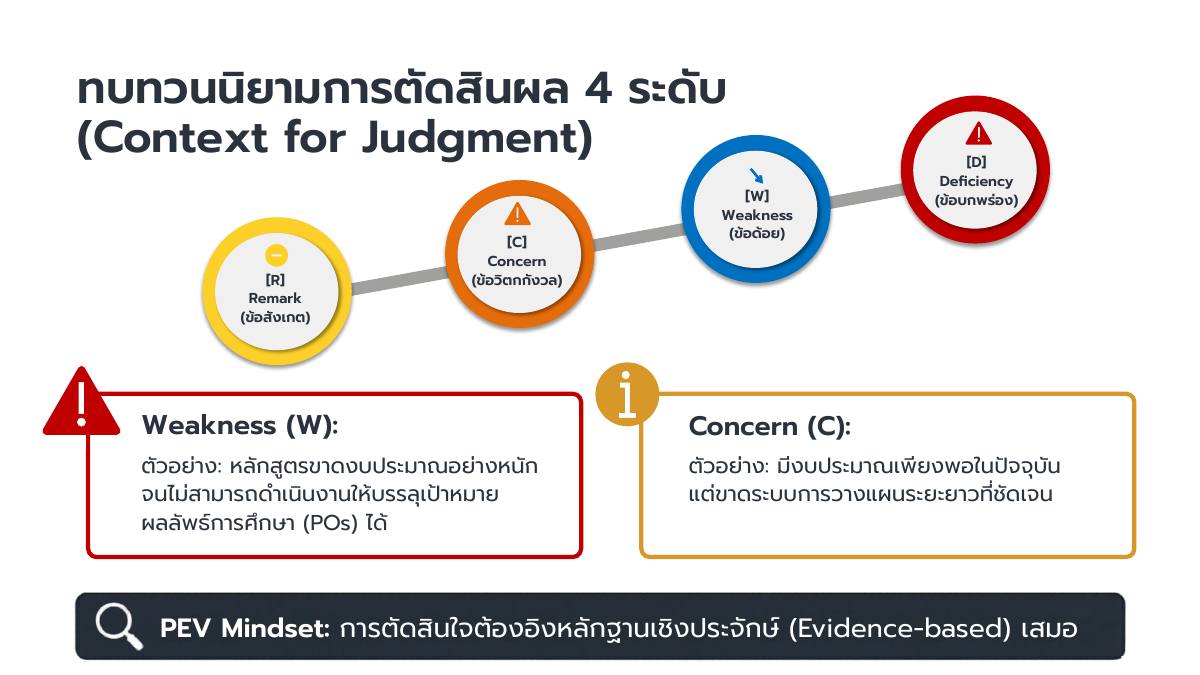 ทบทวนนิยามการตัดสินผล 4 ระดับ
(Context for Judgment)
[R]
Remark
(ข้อสังเกต)
[C]
Concern
(ข้อวิตกกังวล)
[W]
Weakness
(ข้อด้อย)
[D]
Deficiency
(ข้อบกพร่อง)
Weakness (W):
ตัวอย่าง: หลักสูตรขาดงบประมาณอย่างหนัก
จนไม่สามารถดำเนินงานให้บรรลุเป้าหมาย
ผลลัพธ์การศึกษา (POs) ได้
Concern (C):
ตัวอย่าง: มีงบประมาณเพียงพอในปัจจุบัน
แต่ขาดระบบการวางแผนระยะยาวที่ชัดเจน
PEV Mindset: การตัดสินใจต้องอิงหลักฐานเชิงประจักษ์ (Evidence-based) เสมอ